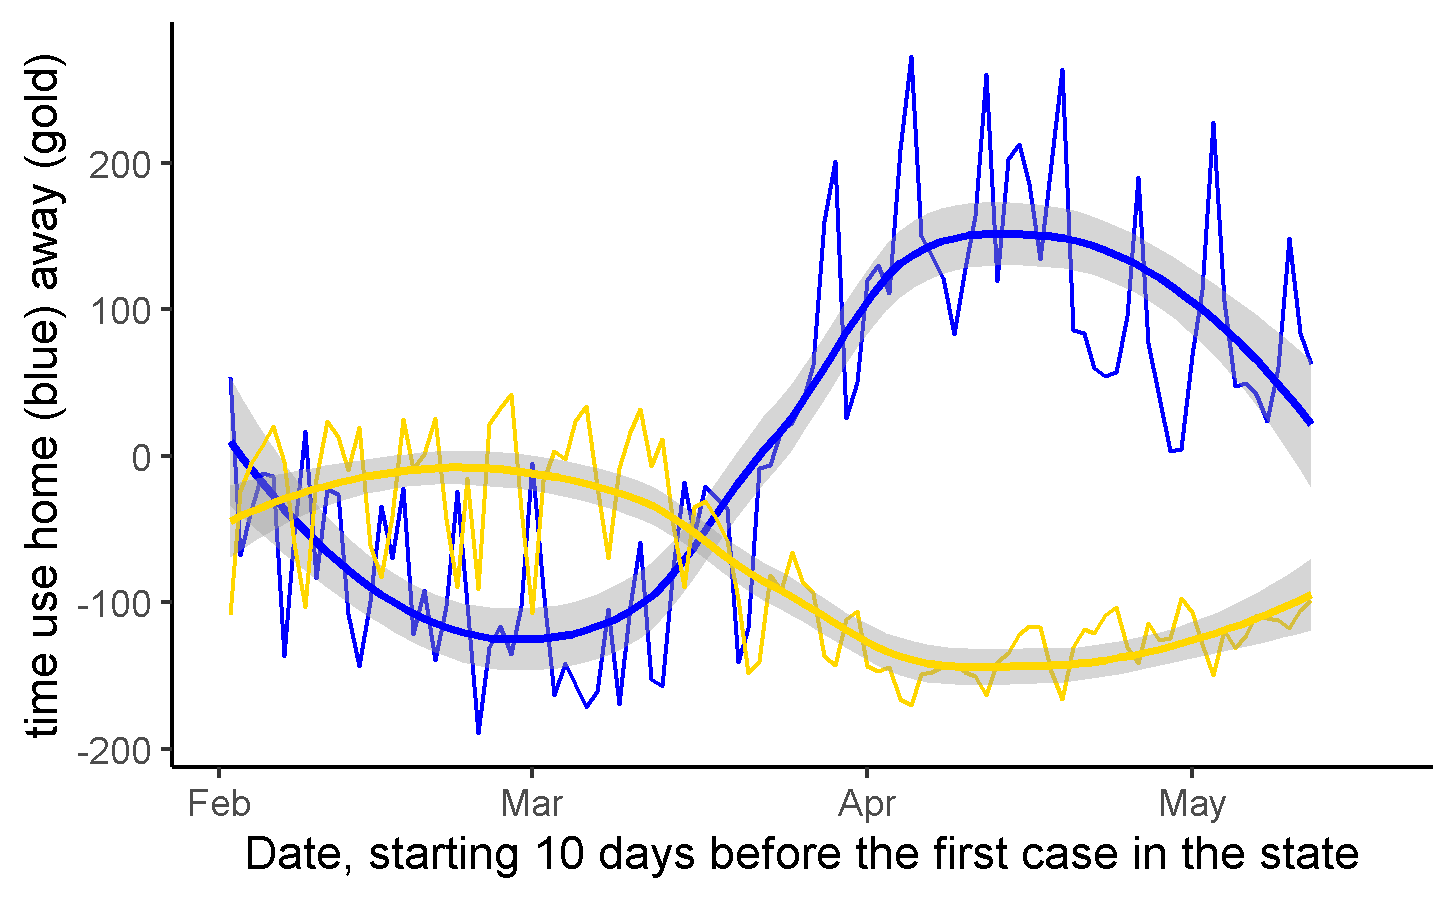 time use home (blue) away (gold)
200
100
0
-100
-200
Feb Mar Apr May
Date, starting 10 days before the first case in the state